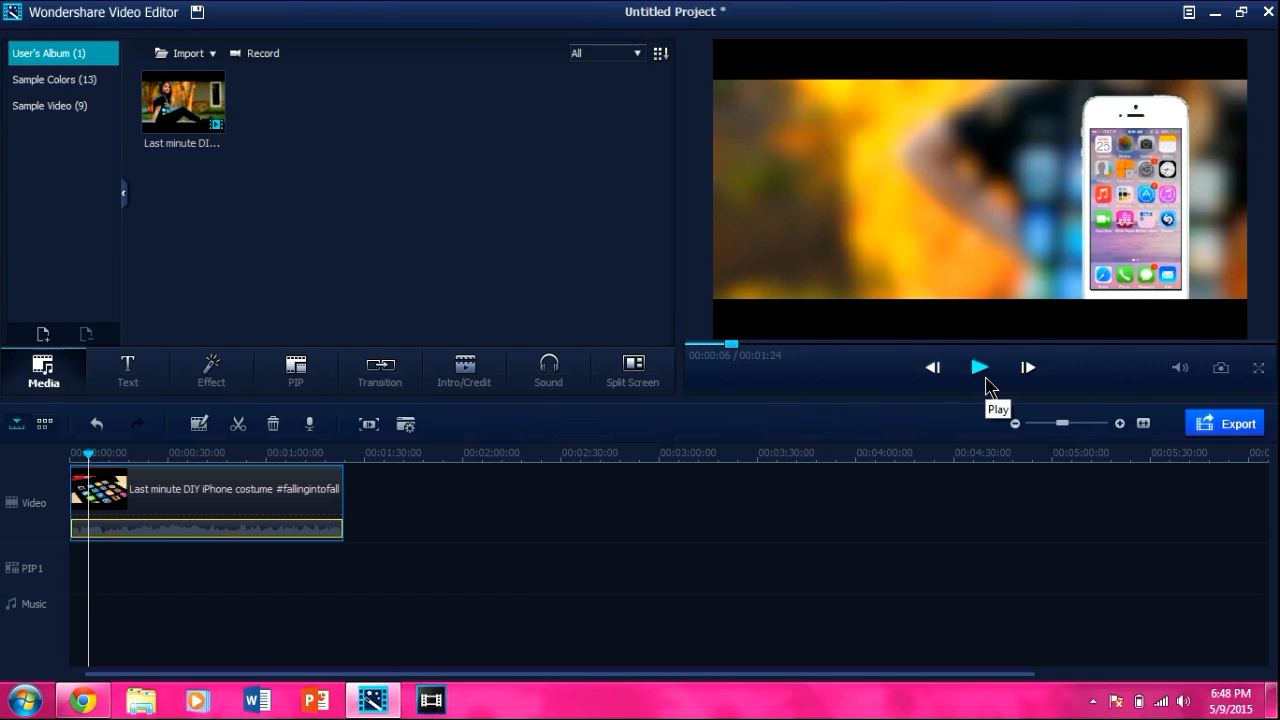 Wondershare Video Editor
Untitled Project *
User's Album (1)
Sample Colors (13)
Sample Video (9)
Import
Record
All
Last minute DI...
00:00:06 / 00:01:24
Media
Text
Effect
PIP
Transition
Intro/Credit
Sound
Split Screen
Play
Export
00:00:30:00
00:01:00:00
00:01:30:00
00:02:00:00
00:02:30:00
00:03:00:00
00:03:30:00
00:04:00:00
00:04:30:00
00:05:00:00
00:05:30:00
Video
Last minute DIY iPhone costume #fallingintofall
PIP1
Music
6:48 PM
5/9/2015